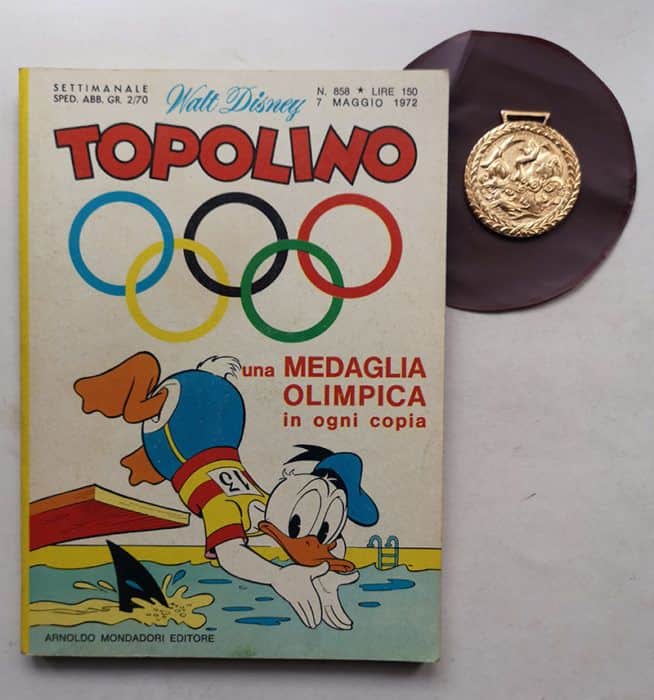 SETTIMANALE
SPED. ABB. GR. 2/70
Walt Disney
N. 858 ★ LIRE 150
7 MAGGIO 1972
TOPOLINO
una MEDAGLIA
OLIMPICA
in ogni copia
13
ARNOLDO MONDADORI EDITORE